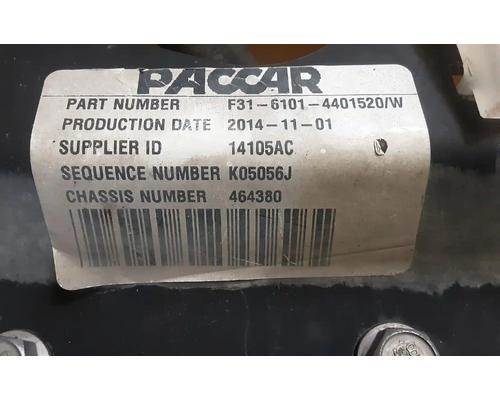 PACCAR
PART NUMBER F31-6101-4401520/W
PRODUCTION DATE 2014-11-01
SUPPLIER ID 14105AC
SEQUENCE NUMBER K05056J
CHASSIS NUMBER 464380